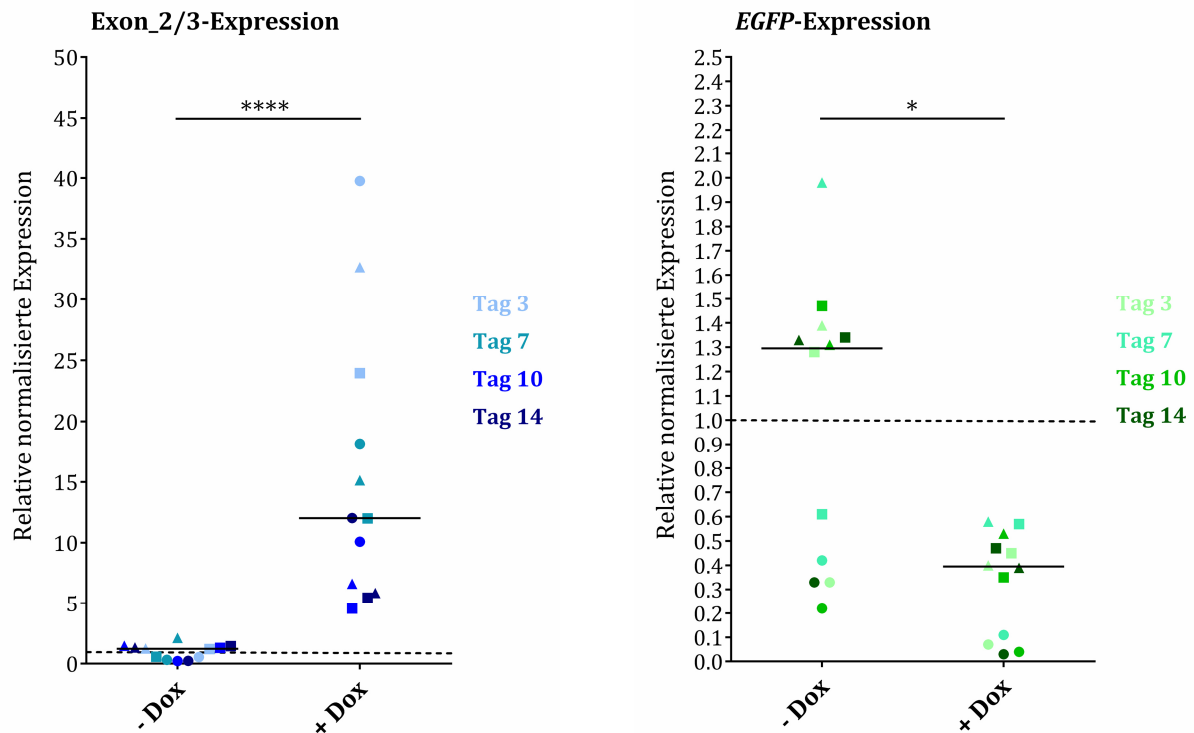 Exon_2/3-Expression
Relative normalisierte Expression
50
45
40
35
30
25
20
15
10
5
0
****
- Dox
+ Dox
Tag 3
Tag 7
Tag 10
Tag 14
EGFP-Expression
Relative normalisierte Expression
2.5
2.4
2.3
2.2
2.1
2.0
1.9
1.8
1.7
1.6
1.5
1.4
1.3
1.2
1.1
1.0
0.9
0.8
0.7
0.6
0.5
0.4
0.3
0.2
0.1
0.0
*
- Dox
+ Dox
Tag 3
Tag 7
Tag 10
Tag 14